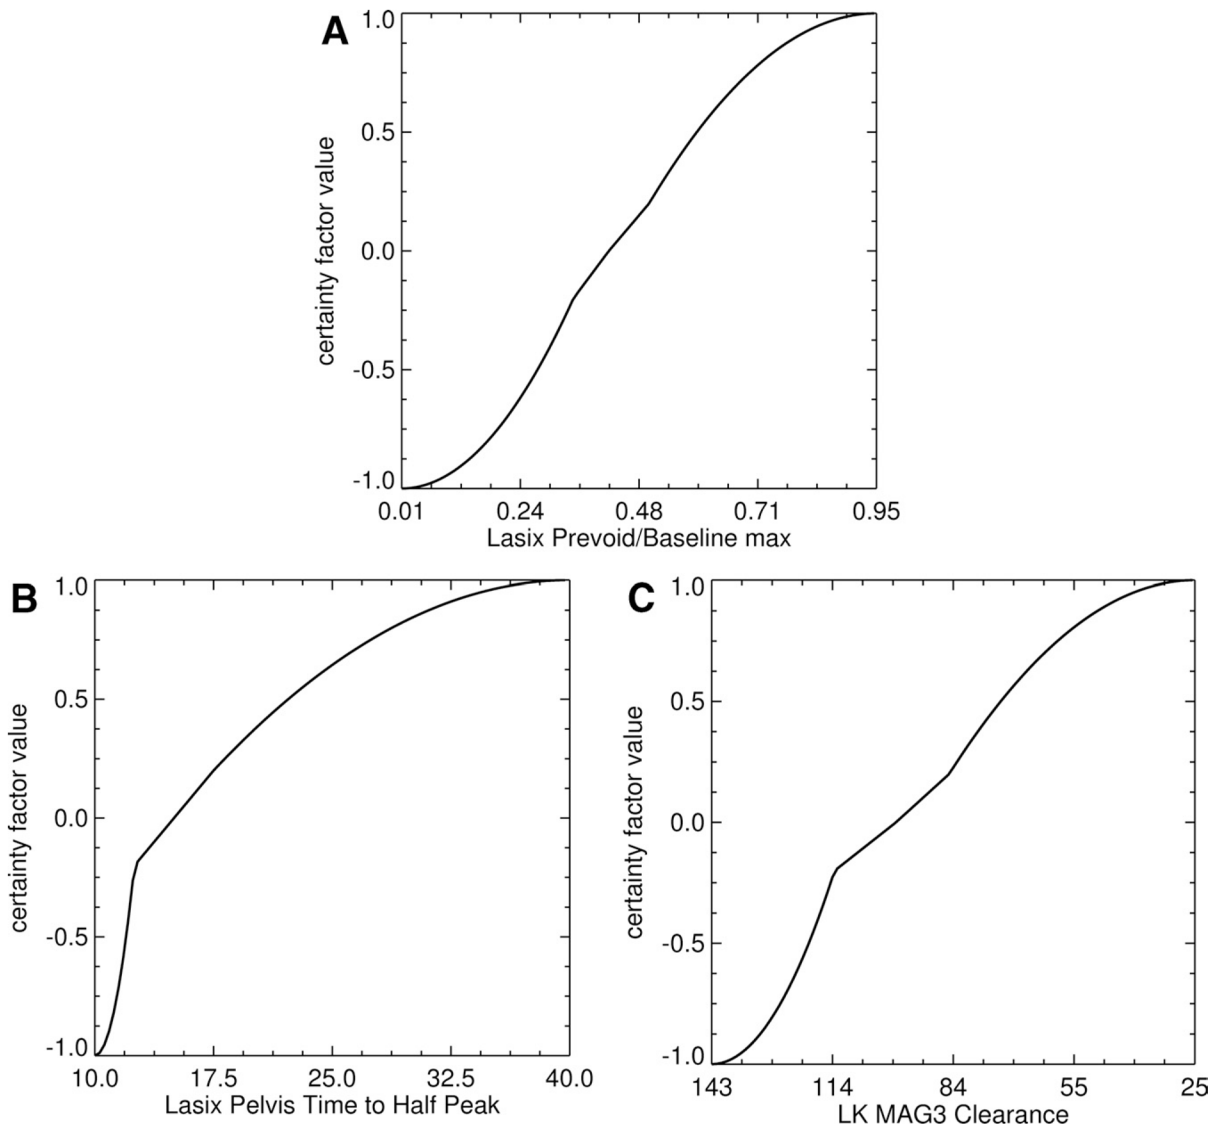 A
1.0
0.5
0.0
-0.5
-1.0
certainty factor value
0.01 0.24 0.48 0.71 0.95
Lasix Prevoid/Baseline max
B
1.0
0.5
0.0
-0.5
-1.0
certainty factor value
10.0 17.5 25.0 32.5 40.0
Lasix Pelvis Time to Half Peak
C
1.0
0.5
0.0
-0.5
-1.0
certainty factor value
143 114 84 55 25
LK MAG3 Clearance